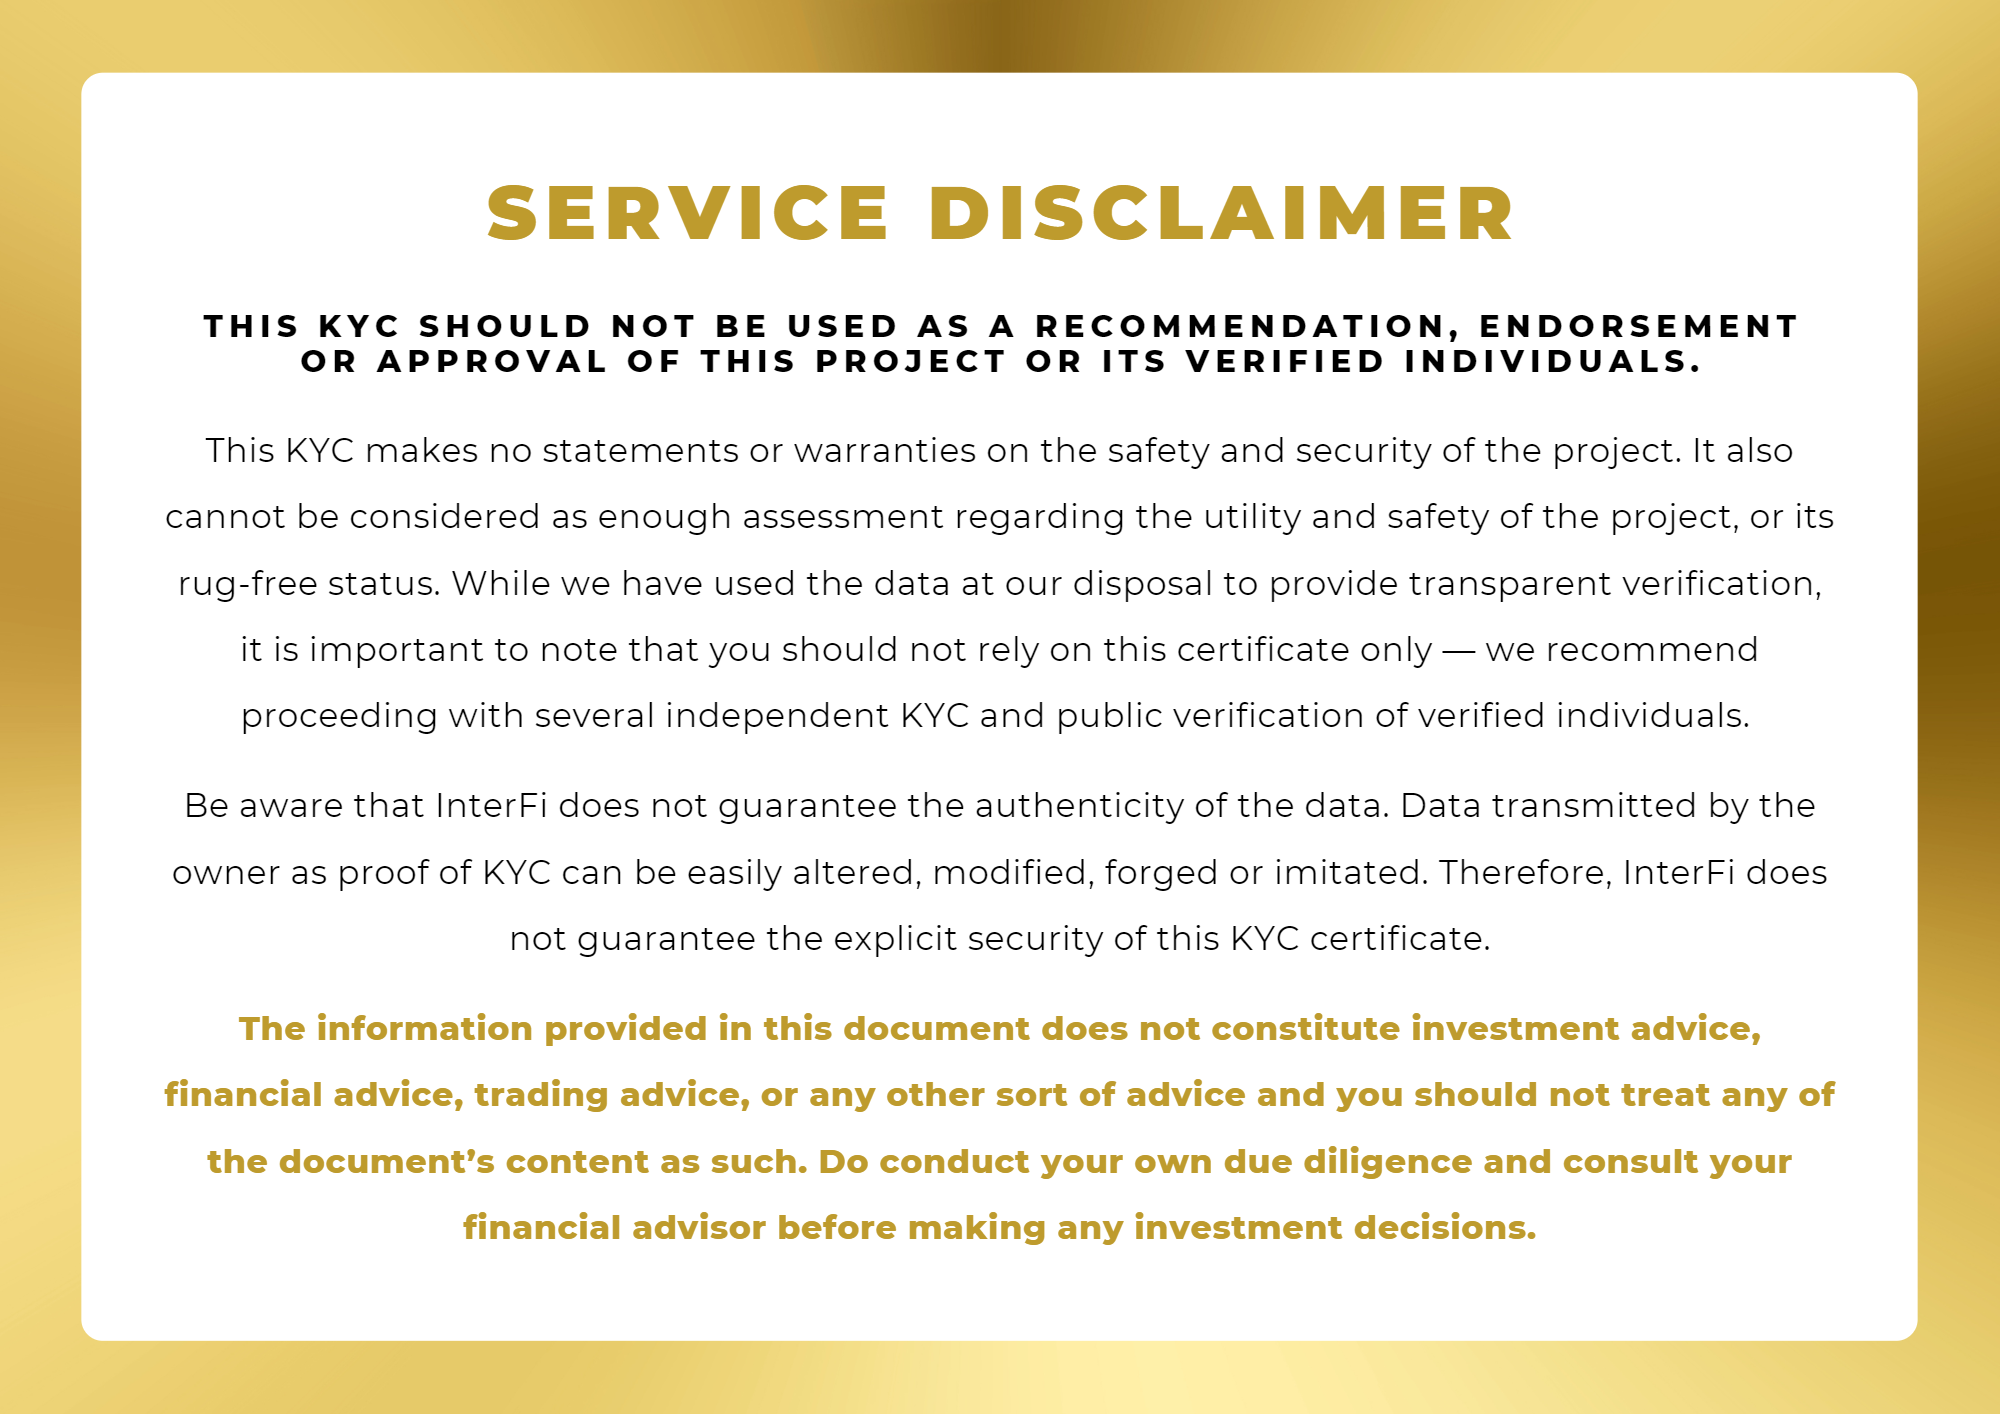 SERVICE DISCLAIMER
THIS KYC SHOULD NOT BE USED AS A RECOMMENDATION, ENDORSEMENT
OR APPROVAL OF THIS PROJECT OR ITS VERIFIED INDIVIDUALS.
This KYC makes no statements or warranties on the safety and security of the project. It also
cannot be considered as enough assessment regarding the utility and safety of the project, or its
rug-free status. While we have used the data at our disposal to provide transparent verification,
it is important to note that you should not rely on this certificate only — we recommend
proceeding with several independent KYC and public verification of verified individuals.
Be aware that InterFi does not guarantee the authenticity of the data. Data transmitted by the
owner as proof of KYC can be easily altered, modified, forged or imitated. Therefore, InterFi does
not guarantee the explicit security of this KYC certificate.
The information provided in this document does not constitute investment advice,
financial advice, trading advice, or any other sort of advice and you should not treat any of
the document’s content as such. Do conduct your own due diligence and consult your
financial advisor before making any investment decisions.